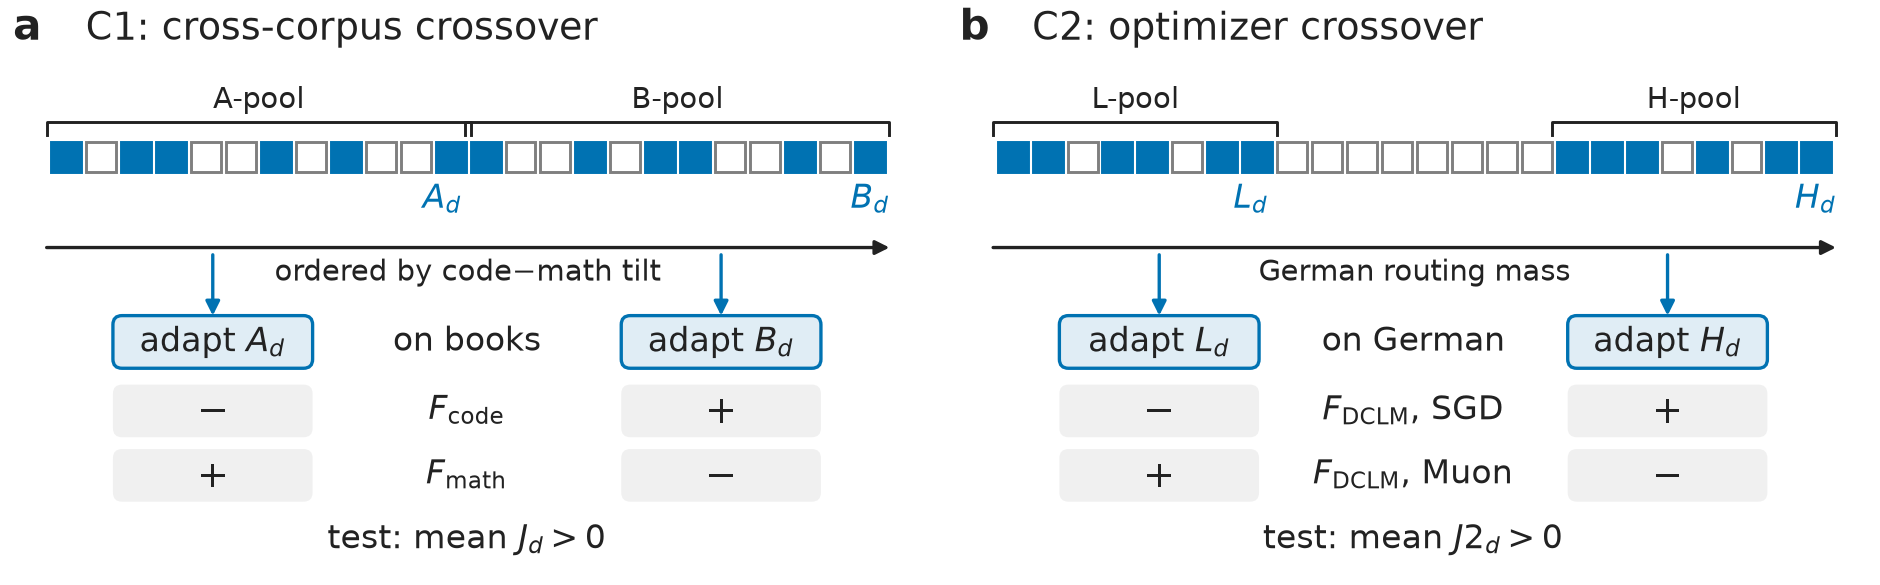 a C1: cross-corpus crossover
A-pool B-pool
A_d B_d
ordered by code−math tilt
adapt A_d on books adapt B_d
− F_code +
+ F_math −
test: mean J_d > 0
b C2: optimizer crossover
L-pool H-pool
L_d H_d
German routing mass
adapt L_d on German adapt H_d
− F_DCLM, SGD +
+ F_DCLM, Muon −
test: mean J2_d > 0